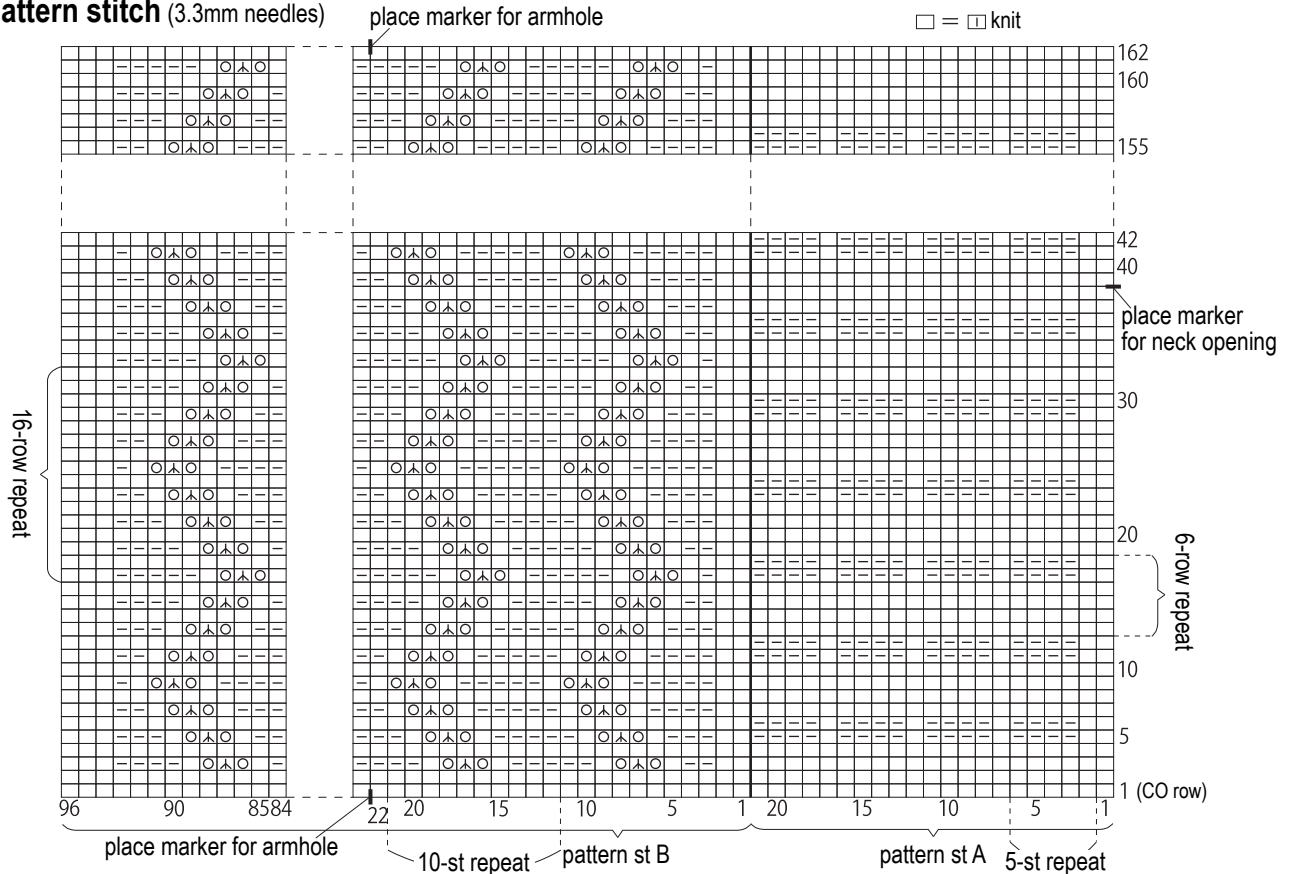 attern stitch (3.3mm needles)
place marker for armhole
□ = knit
162
160
155
42
40
place marker
for neck opening
30
16-row repeat
20
6-row repeat
10
5
1 (CO row)
96 90 8584 22 20 15 10 5 1 20 15 10 5 1
place marker for armhole
10-st repeat
pattern st B
pattern st A
5-st repeat